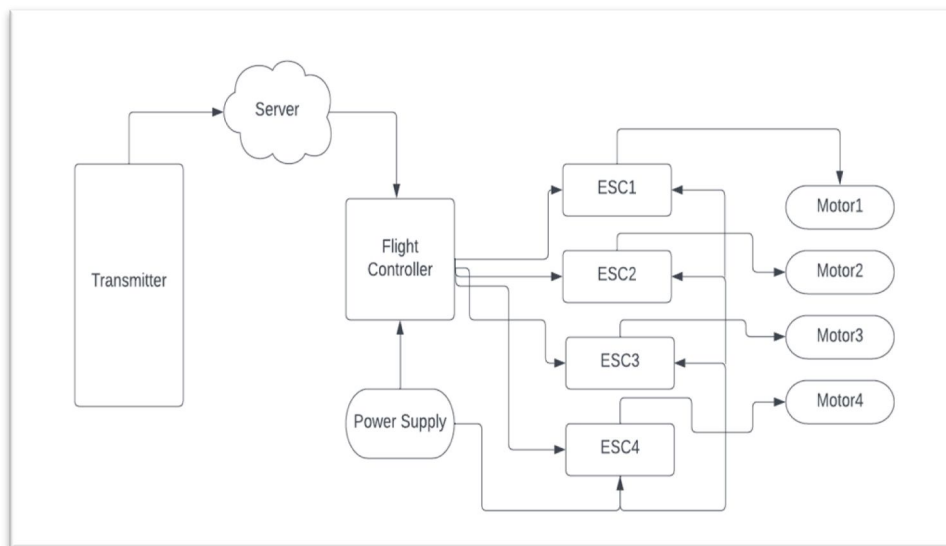 Server
Transmitter
Flight
Controller
Power Supply
ESC1
ESC2
ESC3
ESC4
Motor1
Motor2
Motor3
Motor4